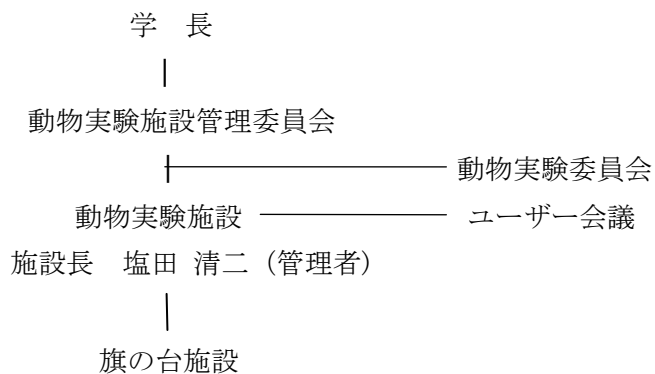 学　長
動物実験施設管理委員会
動物実験委員会
動物実験施設
ユーザー会議
施設長　塩田 清二（管理者）
旗の台施設